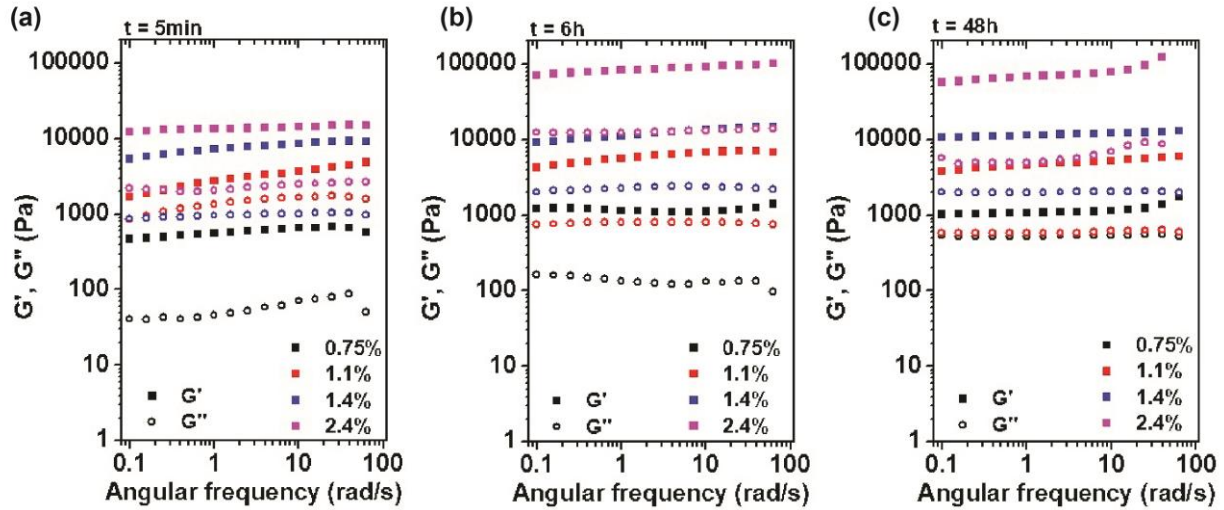 (a)
t = 5min
G', G" (Pa)
100000
10000
1000
100
10
1
0.1 1 10 100
Angular frequency (rad/s)
G'
G"
0.75%
1.1%
1.4%
2.4%
(b)
t = 6h
G', G" (Pa)
100000
10000
1000
100
10
1
0.1 1 10 100
Angular frequency (rad/s)
G'
G"
0.75%
1.1%
1.4%
2.4%
(c)
t = 48h
G', G" (Pa)
100000
10000
1000
100
10
1
0.1 1 10 100
Angular frequency (rad/s)
G'
G"
0.75%
1.1%
1.4%
2.4%